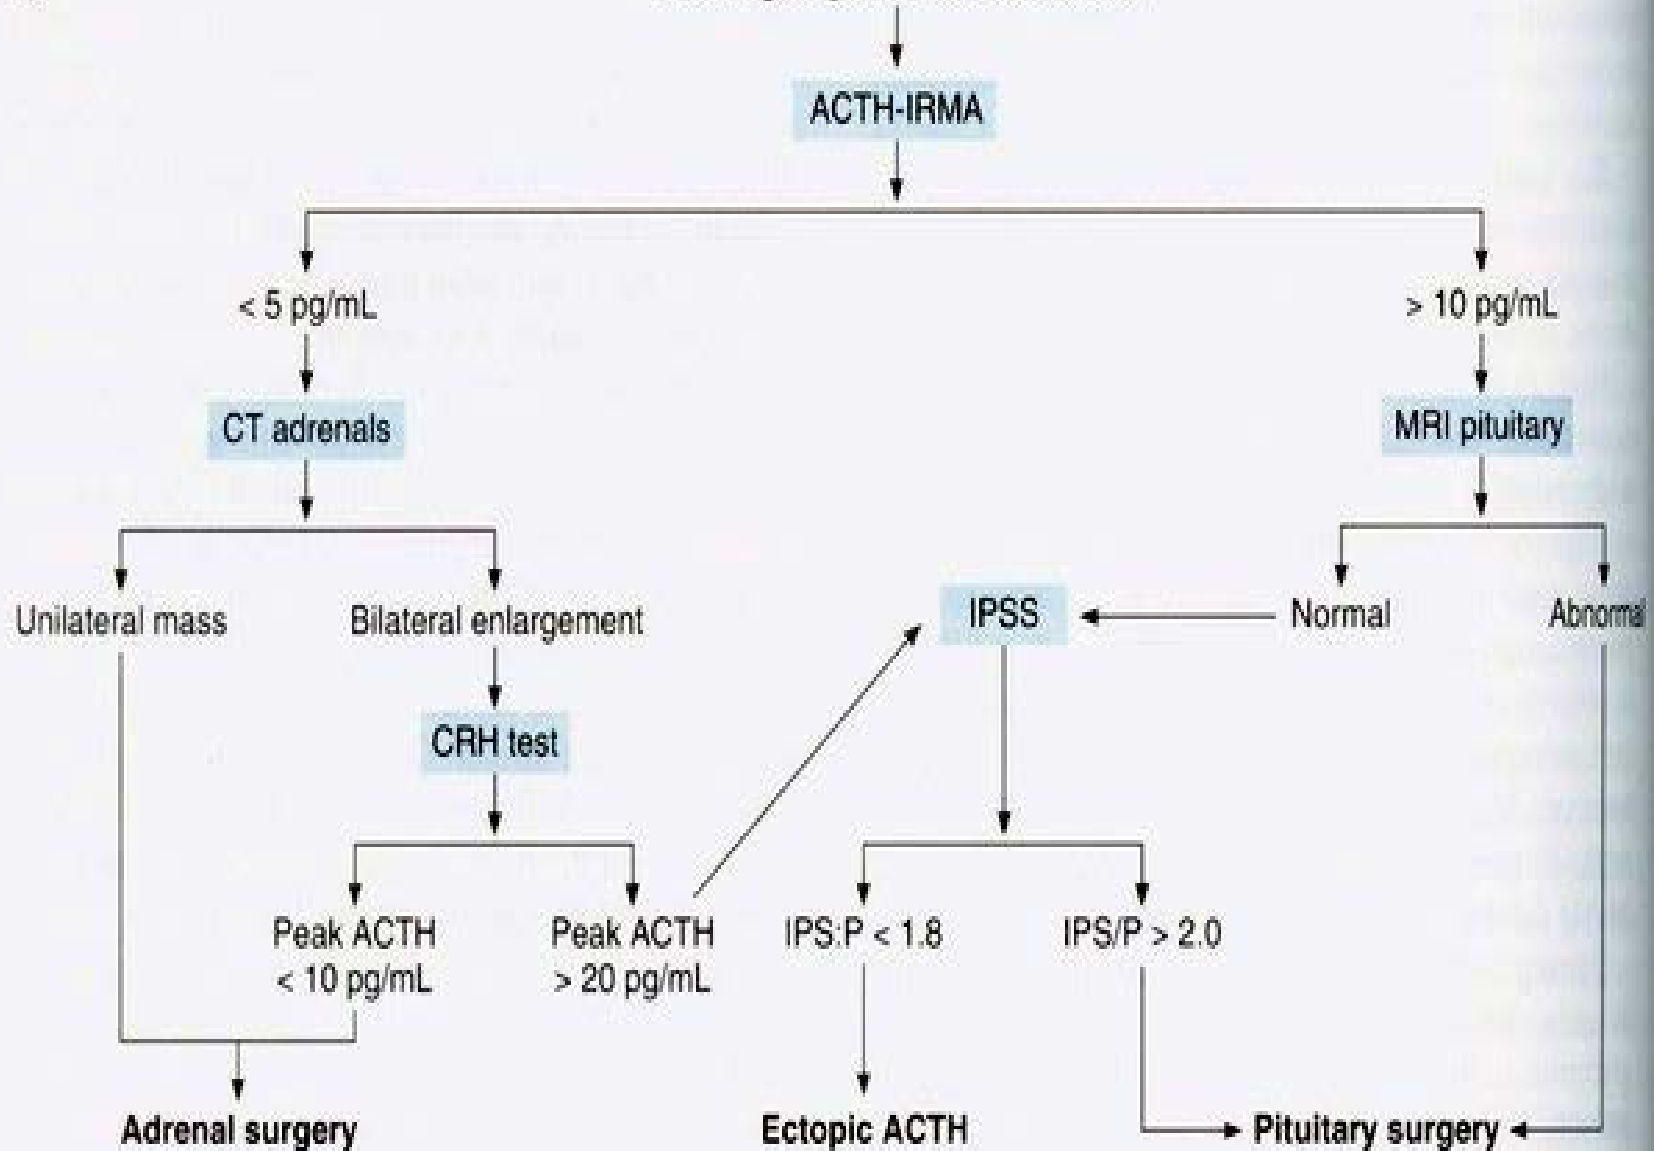 ACTH-IRMA
< 5 pg/mL
> 10 pg/mL
CT adrenals
MRI pituitary
Unilateral mass
Bilateral enlargement
IPSS
Normal
Abnormal
CRH test
Peak ACTH
< 10 pg/mL
Peak ACTH
> 20 pg/mL
IPS:P < 1.8
IPS/P > 2.0
Adrenal surgery
Ectopic ACTH
Pituitary surgery